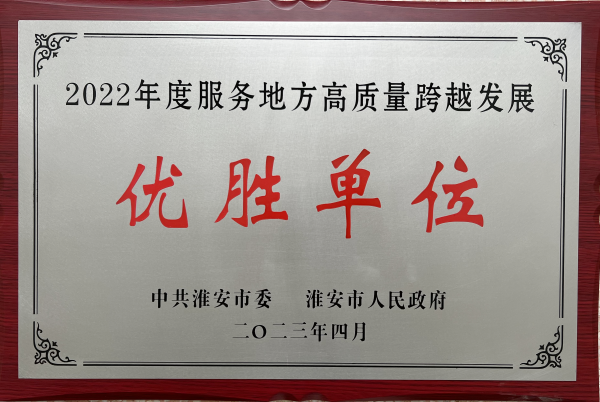 2022年度服务地方高质量跨越发展
优胜单位
中共淮安市委 淮安市人民政府
二〇二三年四月